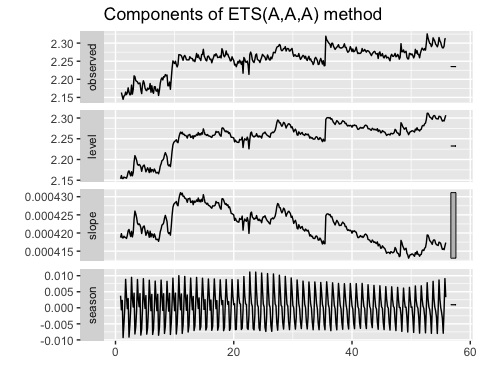 Components of ETS(A,A,A) method
observed
2.30
2.25
2.20
2.15
level
2.30
2.25
2.20
2.15
slope
0.000430
0.000425
0.000420
0.000415
season
0.010
0.005
0.000
-0.005
-0.010
0 20 40 60